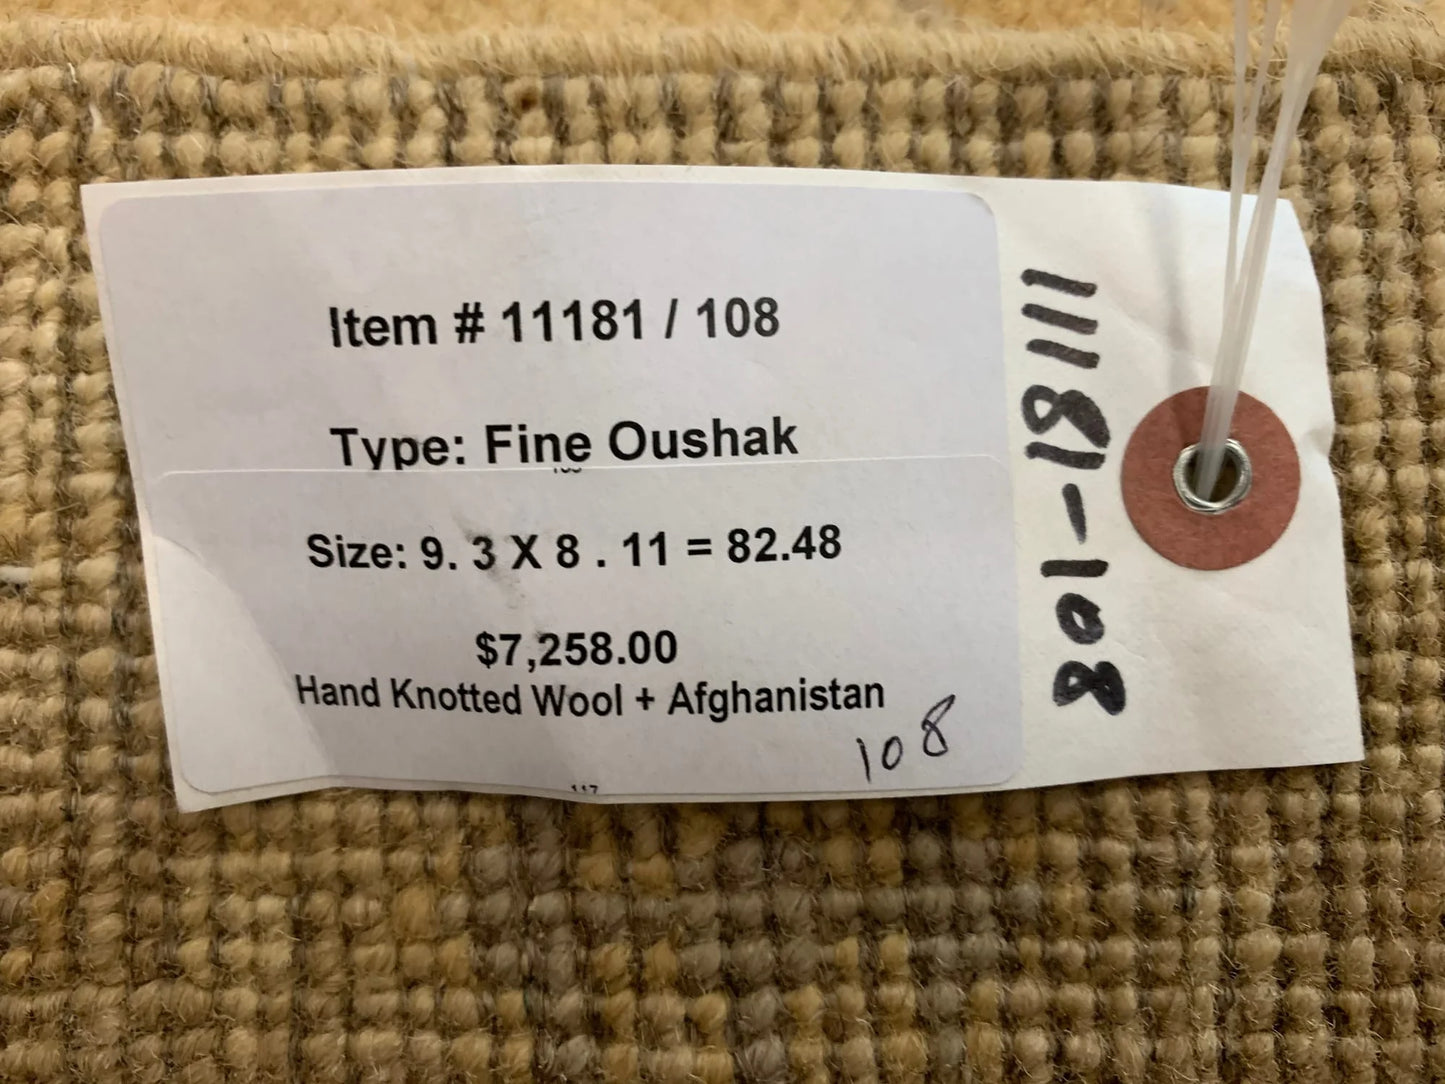 Item # 11181 / 108
Type: Fine Oushak
Size: 9. 3 X 8 . 11 = 82.48
$7,258.00
Hand Knotted Wool + Afghanistan
108
117
11181-108